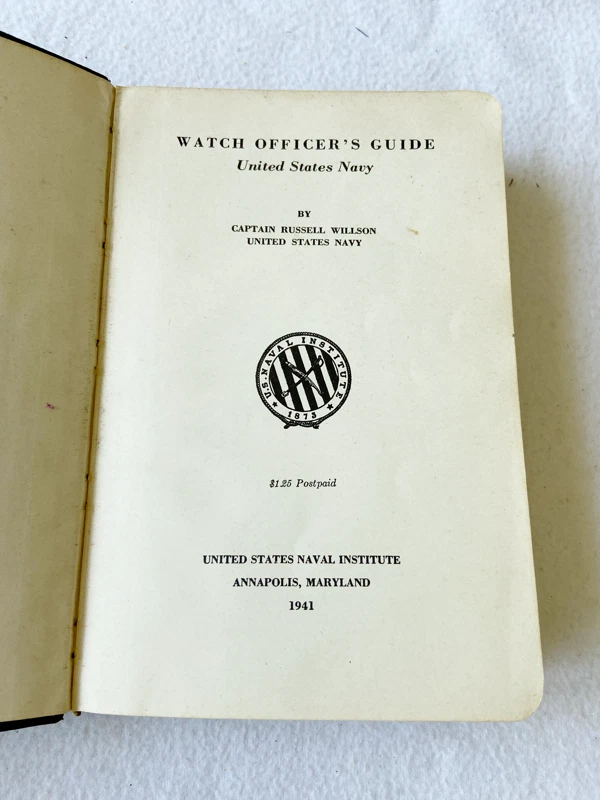 WATCH OFFICER'S GUIDE
United States Navy
BY
CAPTAIN RUSSELL WILLSON
UNITED STATES NAVY
U.S. NAVAL INSTITUTE
1873
$1.25 Postpaid
UNITED STATES NAVAL INSTITUTE
ANNAPOLIS, MARYLAND
1941